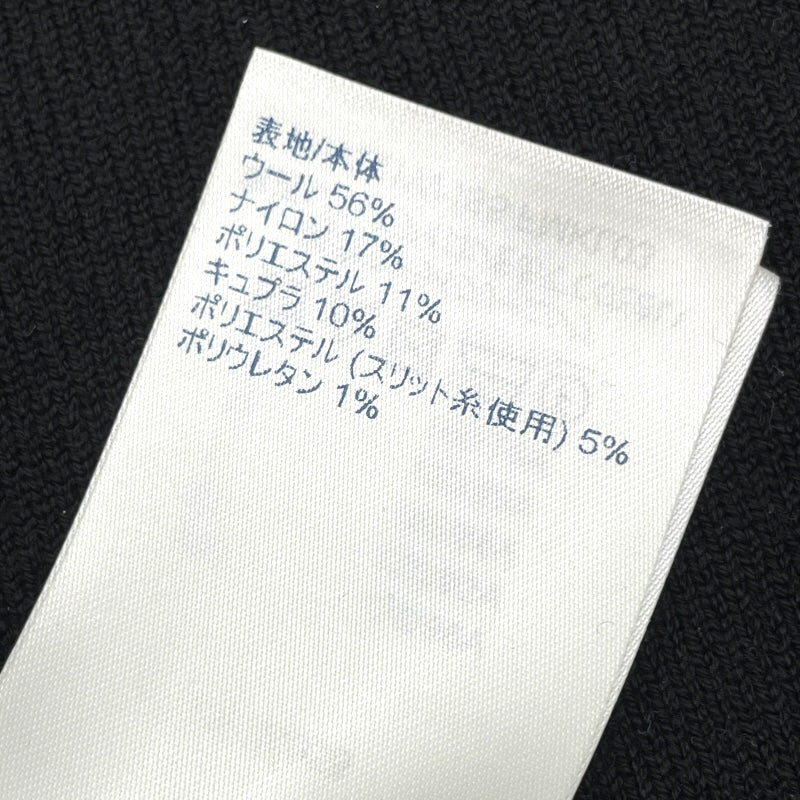 表地/本体
ウール 56%
ナイロン 17%
ポリエステル 11%
キュプラ 10%
ポリエステル (スリット糸使用) 5%
ポリウレタン 1%